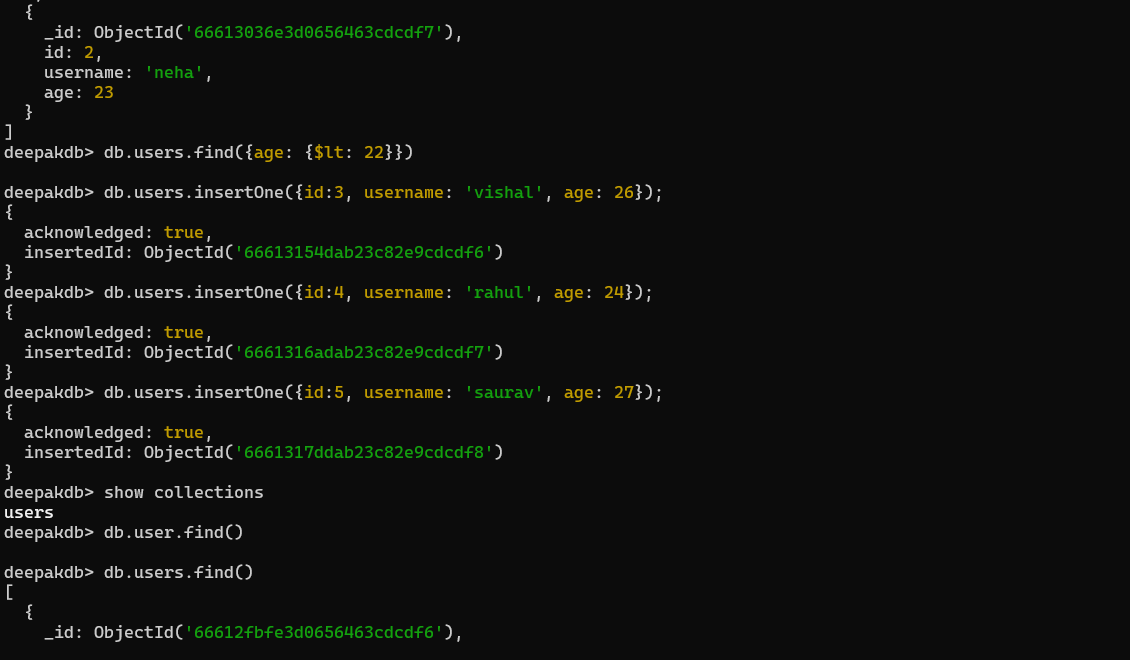 {
_id: ObjectId('66613036e3d0656463cdcdf7'),
id: 2,
username: 'neha',
age: 23
}
]
deepakdb> db.users.find({age: {$lt: 22}})
deepakdb> db.users.insertOne({id:3, username: 'vishal', age: 26});
{
acknowledged: true,
insertedId: ObjectId('66613154dab23c82e9cdcdf6')
}
deepakdb> db.users.insertOne({id:4, username: 'rahul', age: 24});
{
acknowledged: true,
insertedId: ObjectId('6661316adab23c82e9cdcdf7')
}
deepakdb> db.users.insertOne({id:5, username: 'saurav', age: 27});
{
acknowledged: true,
insertedId: ObjectId('6661317ddab23c82e9cdcdf8')
}
deepakdb> show collections
users
deepakdb> db.user.find()
deepakdb> db.users.find()
[
{
_id: ObjectId('66612fbfe3d0656463cdcdf6'),